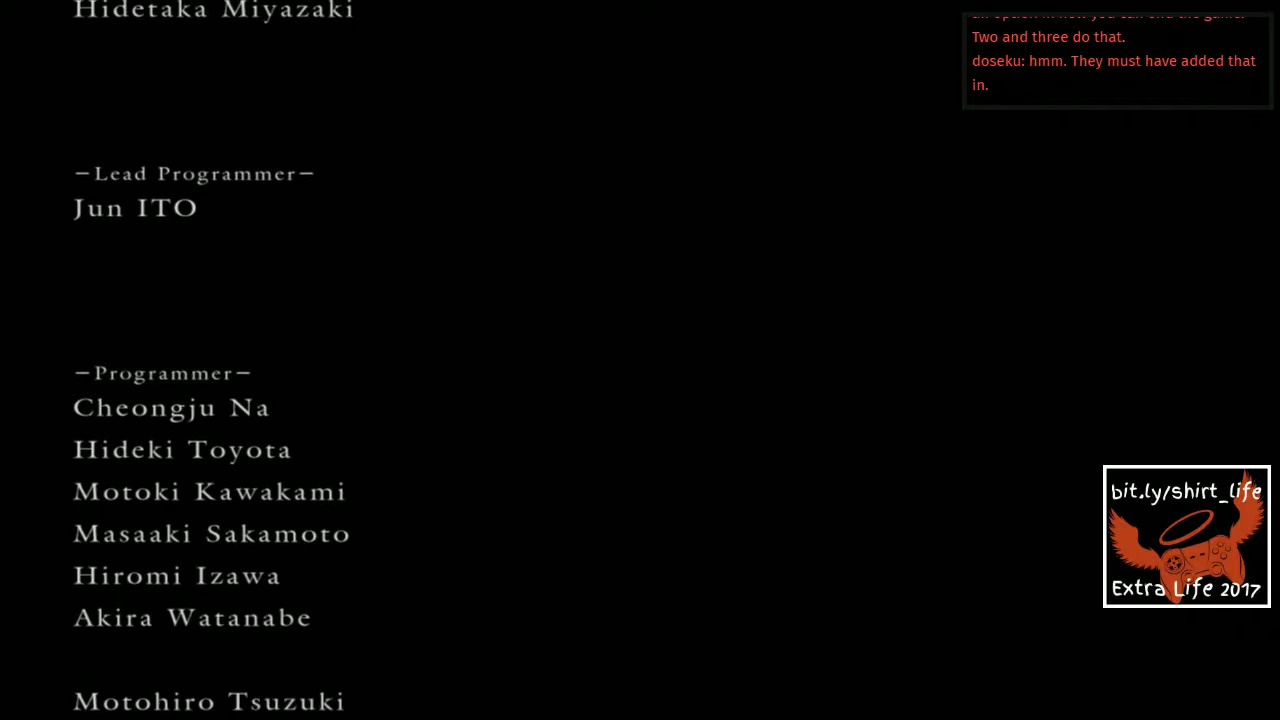 Hidetaka Miyazaki
Two and three do that.
doseku: hmm. They must have added that
in.
—Lead Programmer—
Jun ITO
—Programmer—
Cheongju Na
Hideki Toyota
Motoki Kawakami
Masaaki Sakamoto
Hiromi Izawa
Akira Watanabe
Motohiro Tsuzuki
bit.ly/shirt_life
Extra Life 2017